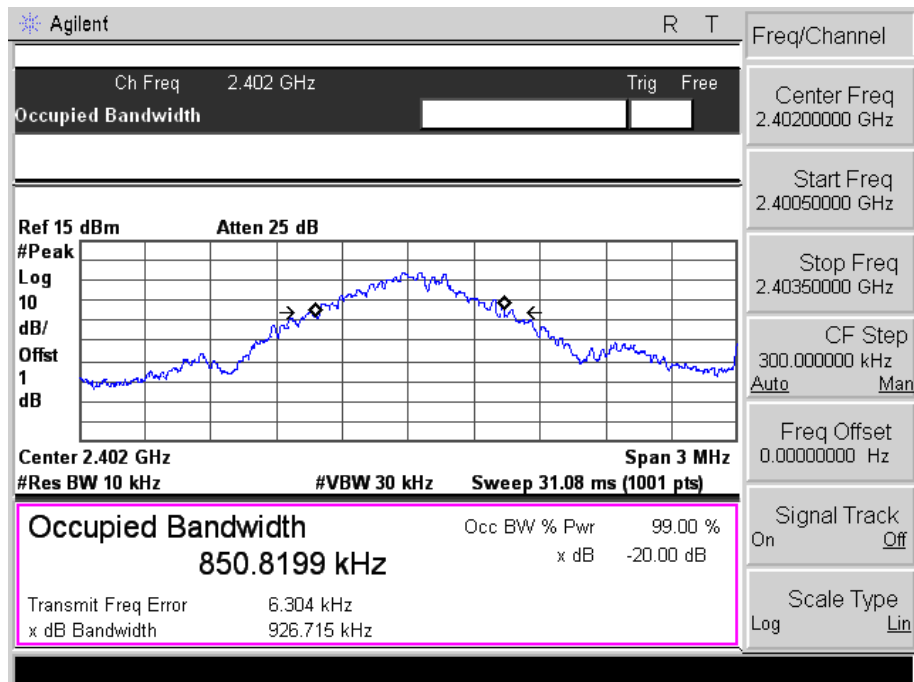 Agilent R T
Ch Freq 2.402 GHz Trig Free
Occupied Bandwidth
Ref 15 dBm Atten 25 dB
#Peak
Log
10
dB/
Offst
1
dB
Center 2.402 GHz Span 3 MHz
#Res BW 10 kHz #VBW 30 kHz Sweep 31.08 ms (1001 pts)
Occupied Bandwidth
850.8199 kHz
Occ BW % Pwr 99.00 %
x dB -20.00 dB
Transmit Freq Error 6.304 kHz
x dB Bandwidth 926.715 kHz
Freq/Channel
Center Freq
2.40200000 GHz
Start Freq
2.40050000 GHz
Stop Freq
2.40350000 GHz
CF Step
300.000000 kHz
Auto Man
Freq Offset
0.00000000 Hz
Signal Track
On Off
Scale Type
Log Lin